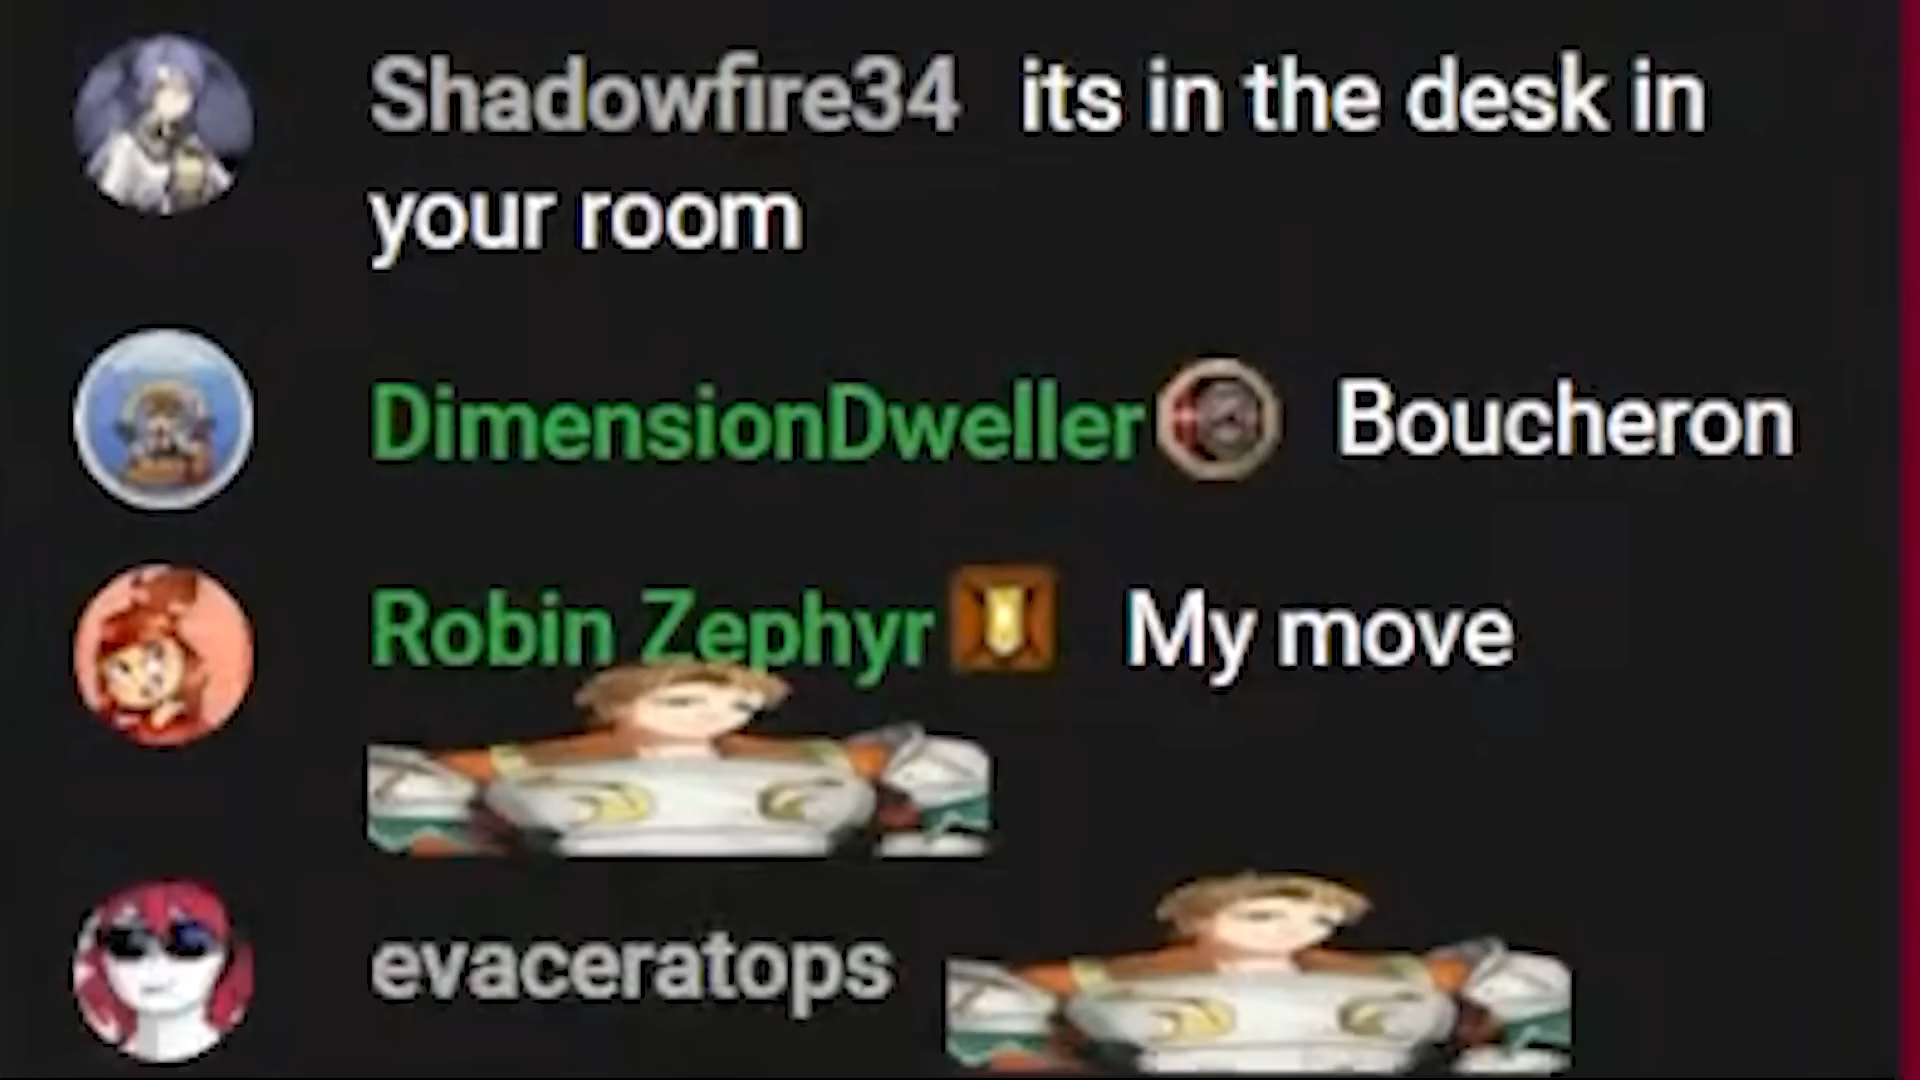 Shadowfire34 its in the desk in
your room
DimensionDweller Boucheron
Robin Zephyr My move
evaceratops